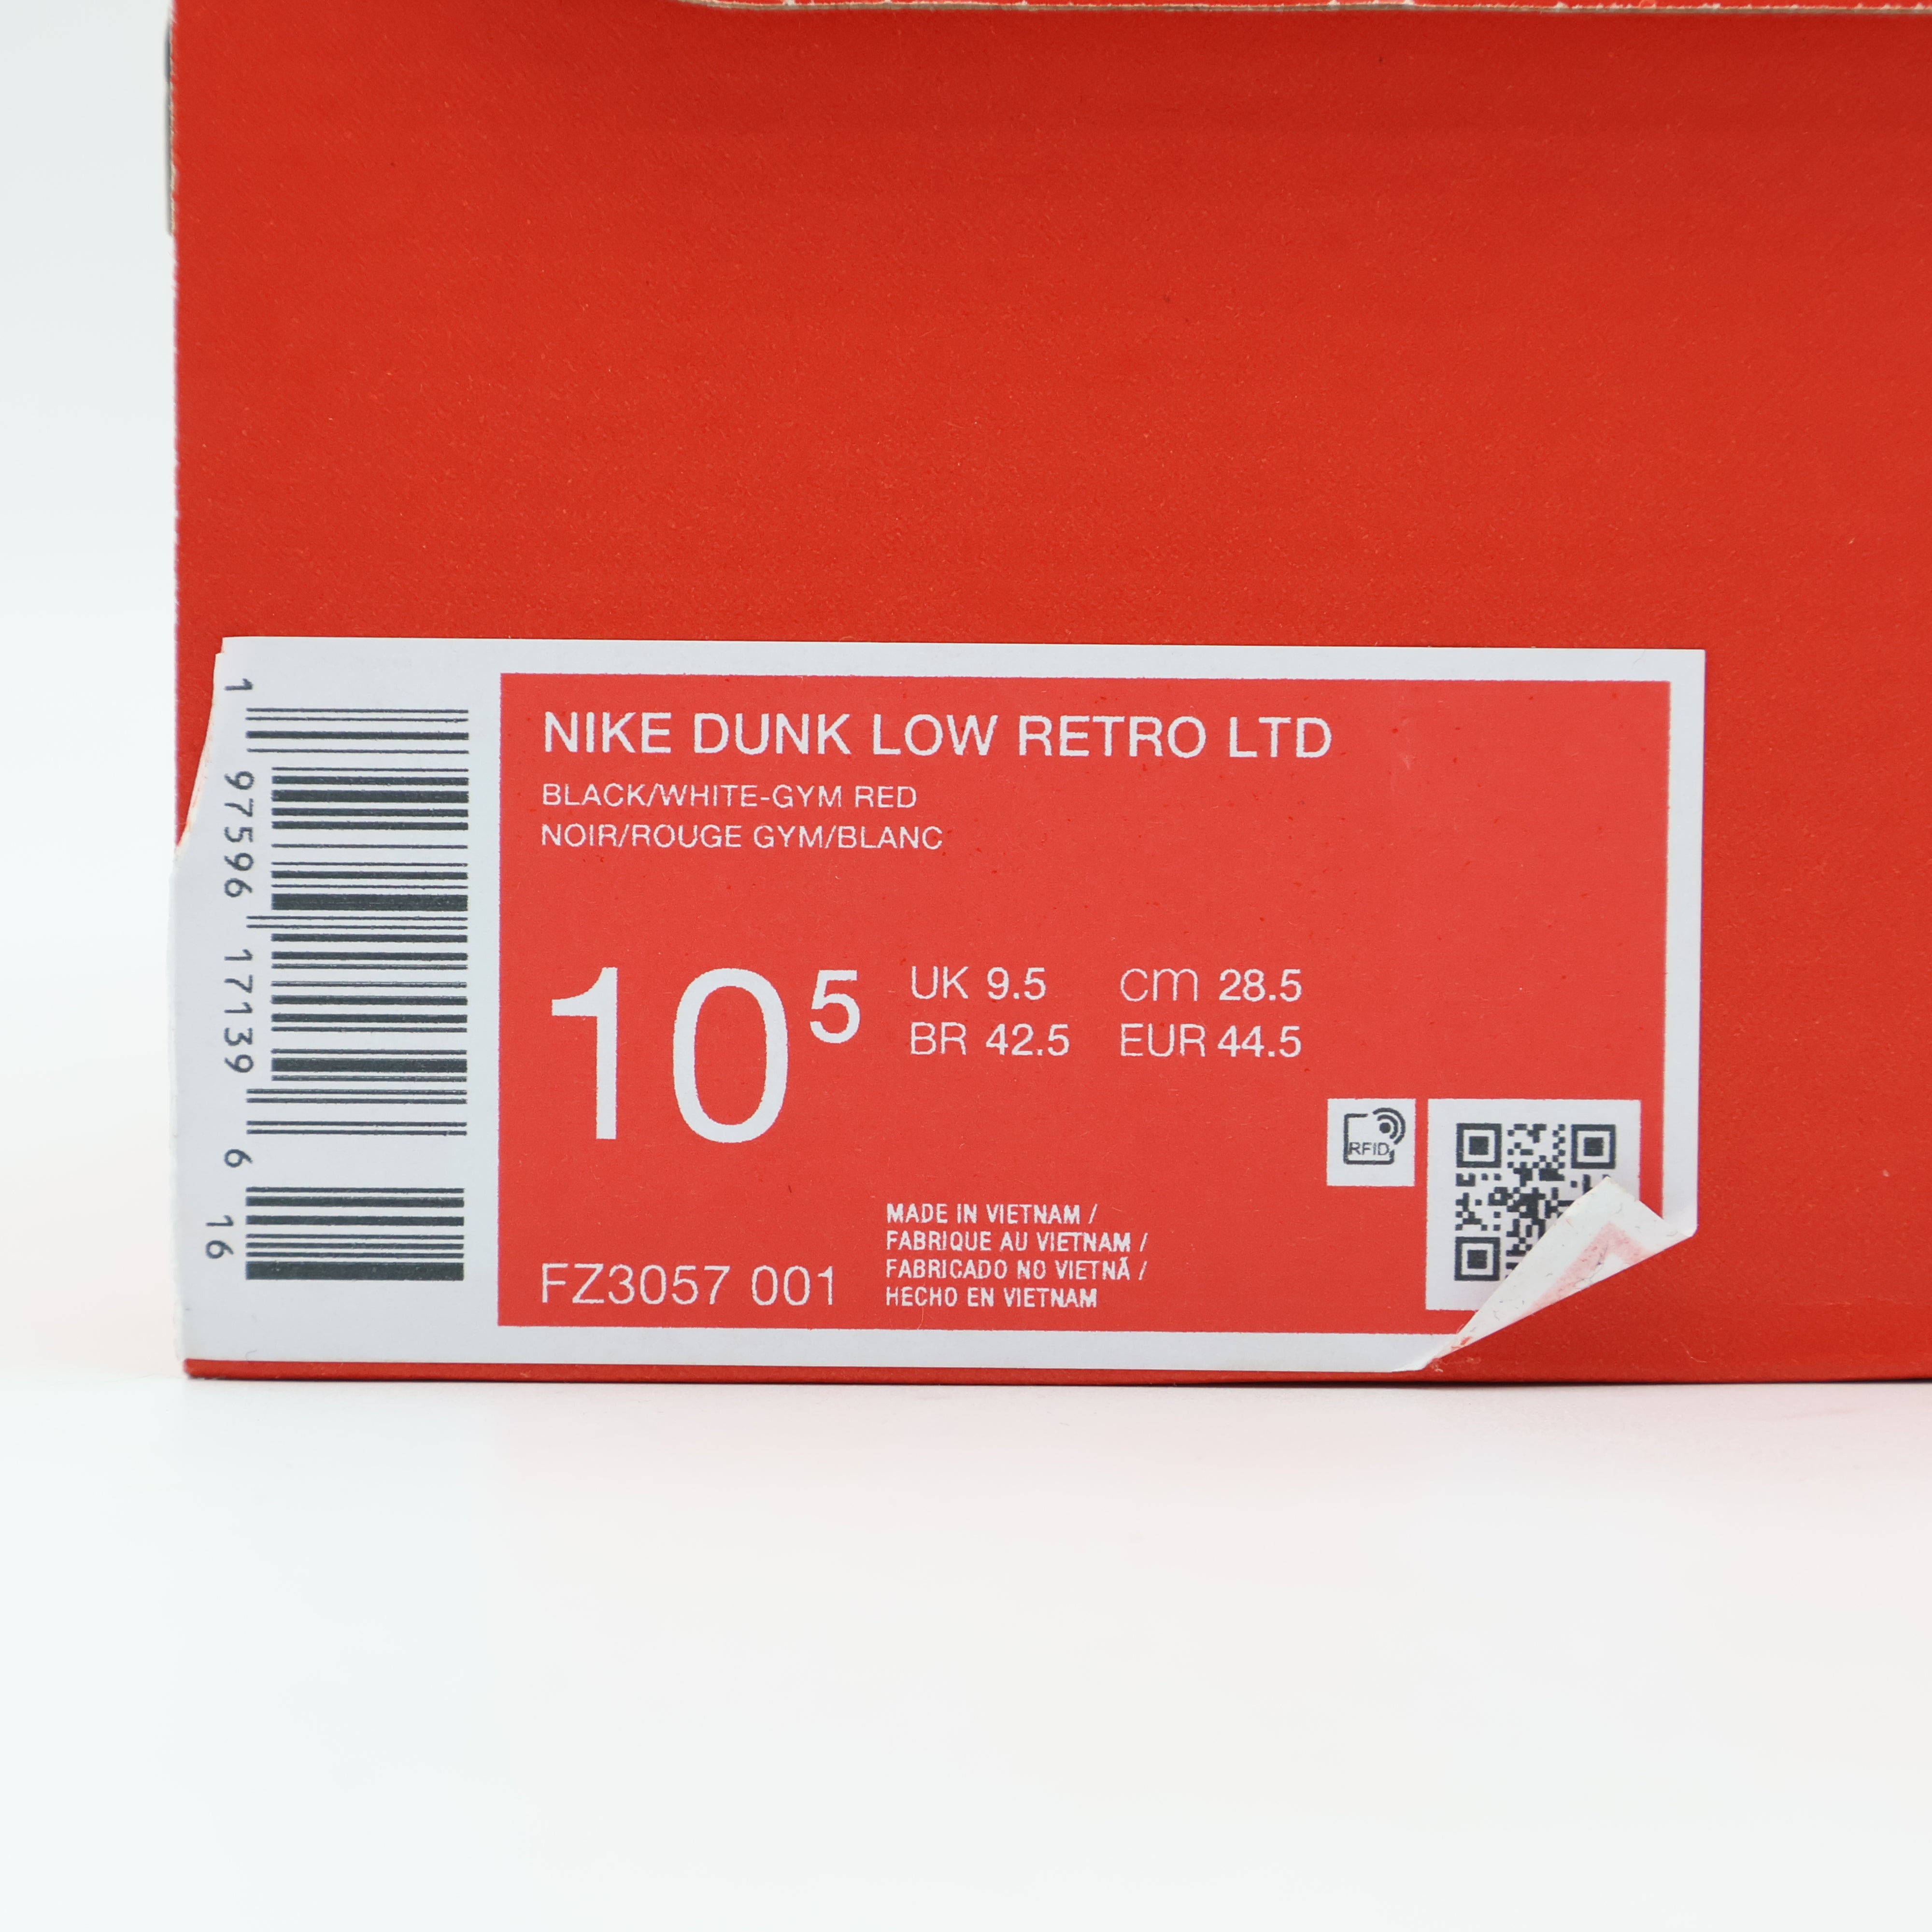 NIKE DUNK LOW RETRO LTD
BLACK/WHITE-GYM RED
NOIR/ROUGE GYM/BLANC
10⁵
UK 9.5 cm 28.5
BR 42.5 EUR 44.5
RFID
MADE IN VIETNAM /
FABRIQUE AU VIETNAM /
FABRICADO NO VIETNÃ /
HECHO EN VIETNAM
FZ3057 001
1 97596 17139 6
16